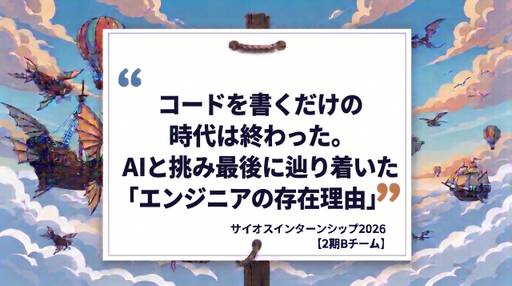 “
コードを書くだけの
時代は終わった。
AIと挑み最後に辿り着いた
「エンジニアの存在理由」
”
サイオスインターンシップ2026
【2期Bチーム】